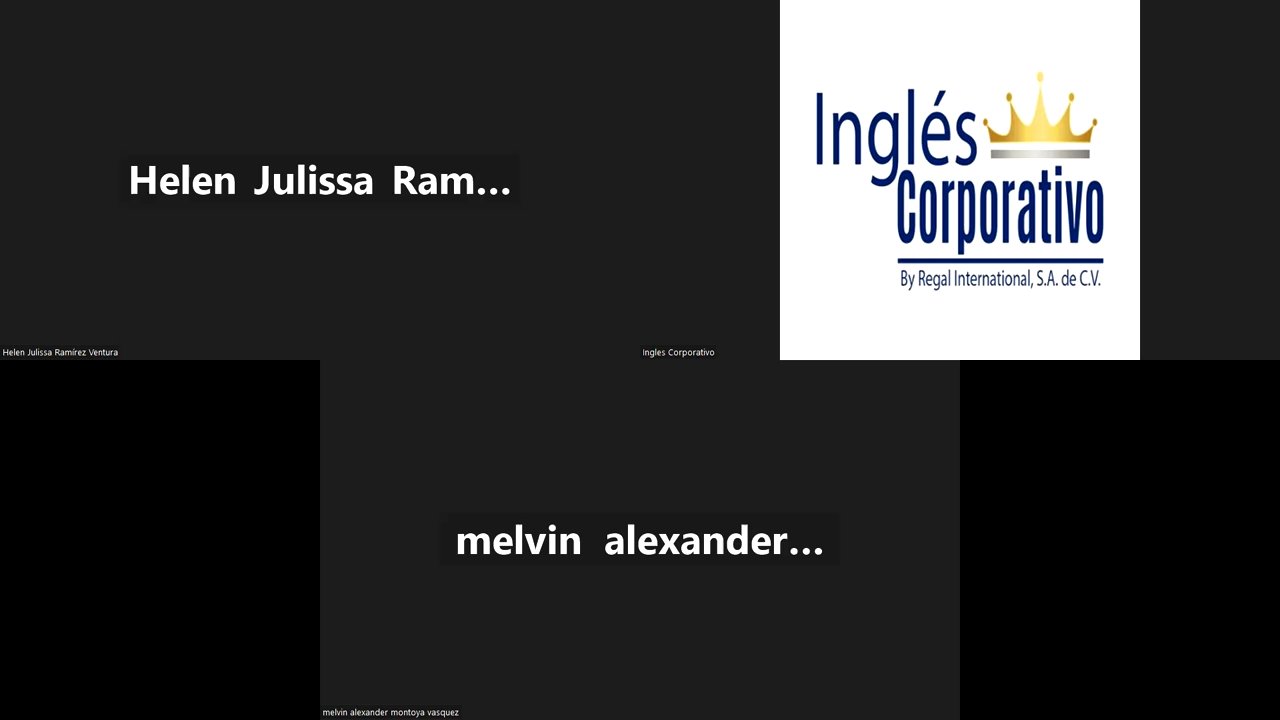 Helen Julissa Ram...
Inglés
Corporativo
By Regal International, S.A. de C.V.
Helen Julissa Ramírez Ventura
Ingles Corporativo
melvin alexander...
melvin alexander montoya vasquez